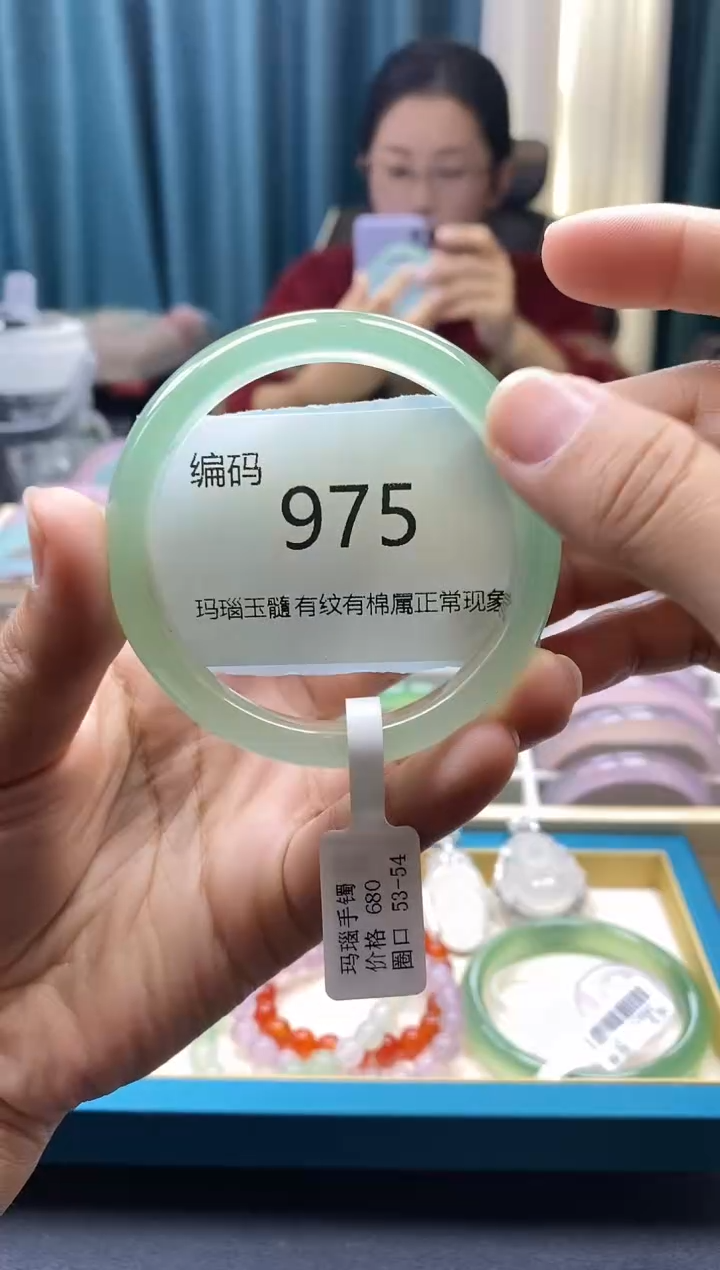 编码
975
玛瑙玉髓有纹有棉属正常现象
玛瑙手镯
价格 680
圈口 53-54